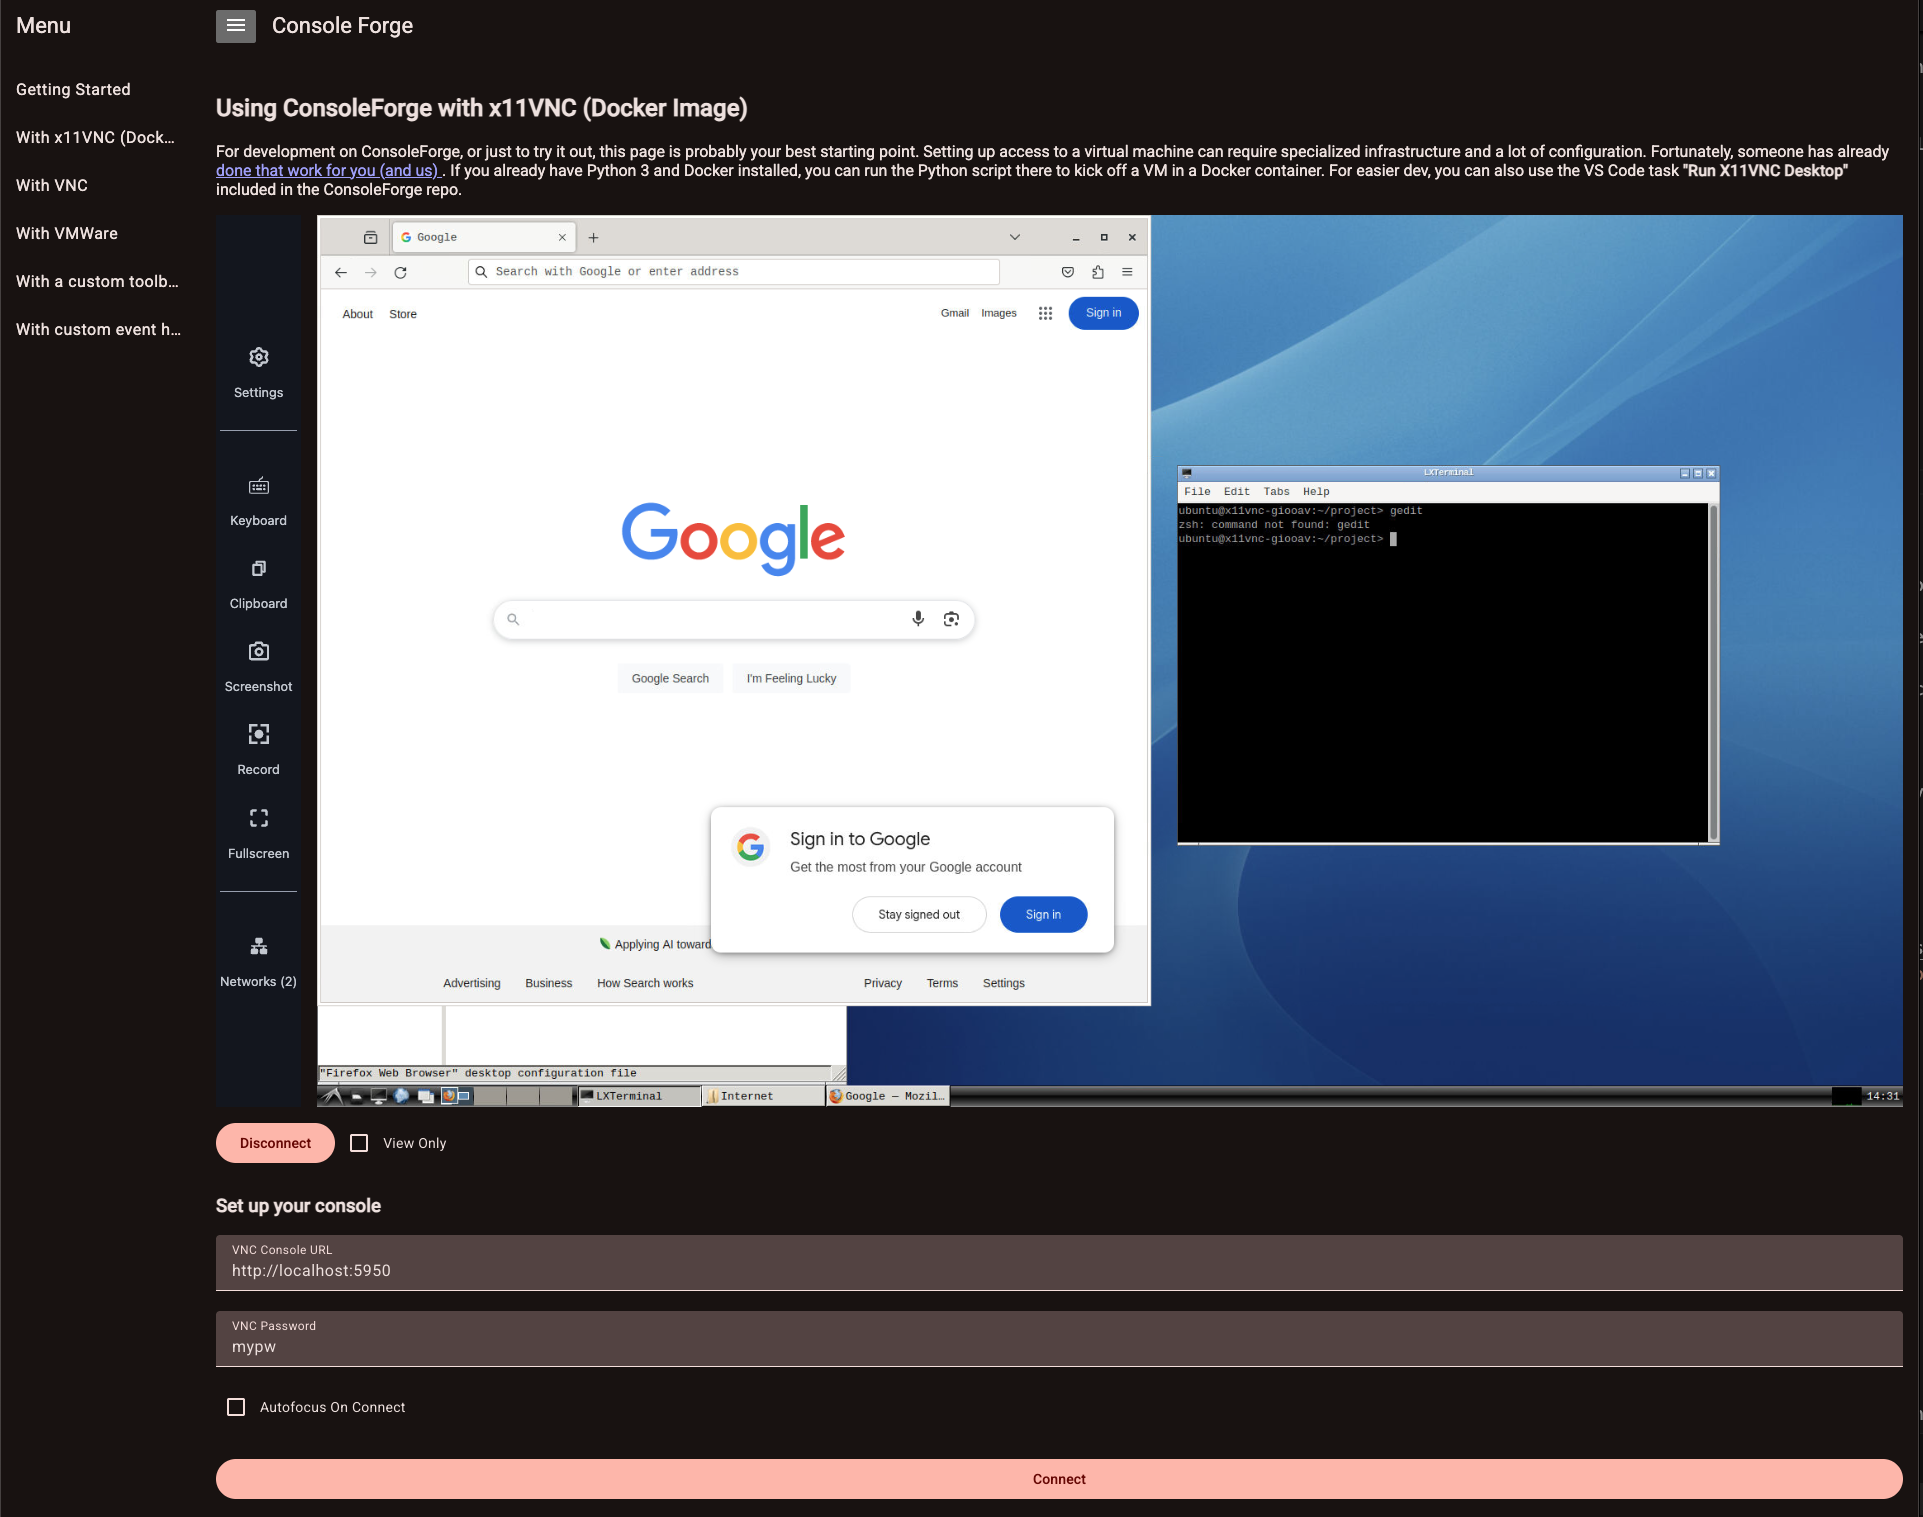 Menu
Console Forge
Getting Started
With x11VNC (Dock...
With VNC
With VMWare
With a custom toolb...
With custom event h...
Using ConsoleForge with x11VNC (Docker Image)
For development on ConsoleForge, or just to try it out, this page is probably your best starting point. Setting up access to a virtual machine can require specialized infrastructure and a lot of configuration. Fortunately, someone has already
done that work for you (and us) . If you already have Python 3 and Docker installed, you can run the Python script there to kick off a VM in a Docker container. For easier dev, you can also use the VS Code task "Run X11VNC Desktop"
included in the ConsoleForge repo.
Settings
Keyboard
Clipboard
Screenshot
Record
Fullscreen
Networks (2)
Google
Search with Google or enter address
About Store
Gmail Images Sign in
Google
Google Search I'm Feeling Lucky
Sign in to Google
Get the most from your Google account
Stay signed out Sign in
Applying AI toward
Advertising Business How Search works Privacy Terms Settings
LXTerminal
File Edit Tabs Help
ubuntu@x11vnc-giooav:~/project> gedit
zsh: command not found: gedit
ubuntu@x11vnc-giooav:~/project>
"Firefox Web Browser" desktop configuration file
LXTerminal Internet Google — Mozil... 14:31
Disconnect View Only
Set up your console
VNC Console URL
http://localhost:5950
VNC Password
mypw
Autofocus On Connect
Connect